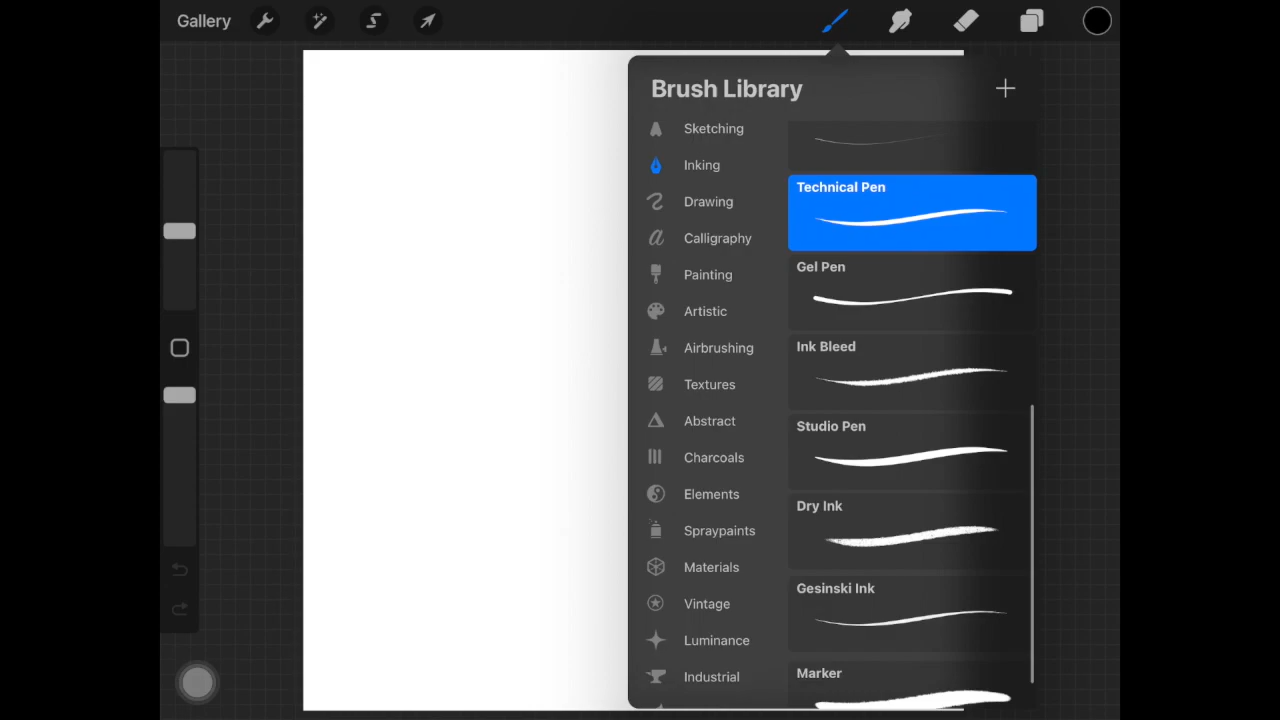 Gallery
Brush Library
Sketching
Inking
Drawing
Calligraphy
Painting
Artistic
Airbrushing
Textures
Abstract
Charcoals
Elements
Spraypaints
Materials
Vintage
Luminance
Industrial
Technical Pen
Gel Pen
Ink Bleed
Studio Pen
Dry Ink
Gesinski Ink
Marker